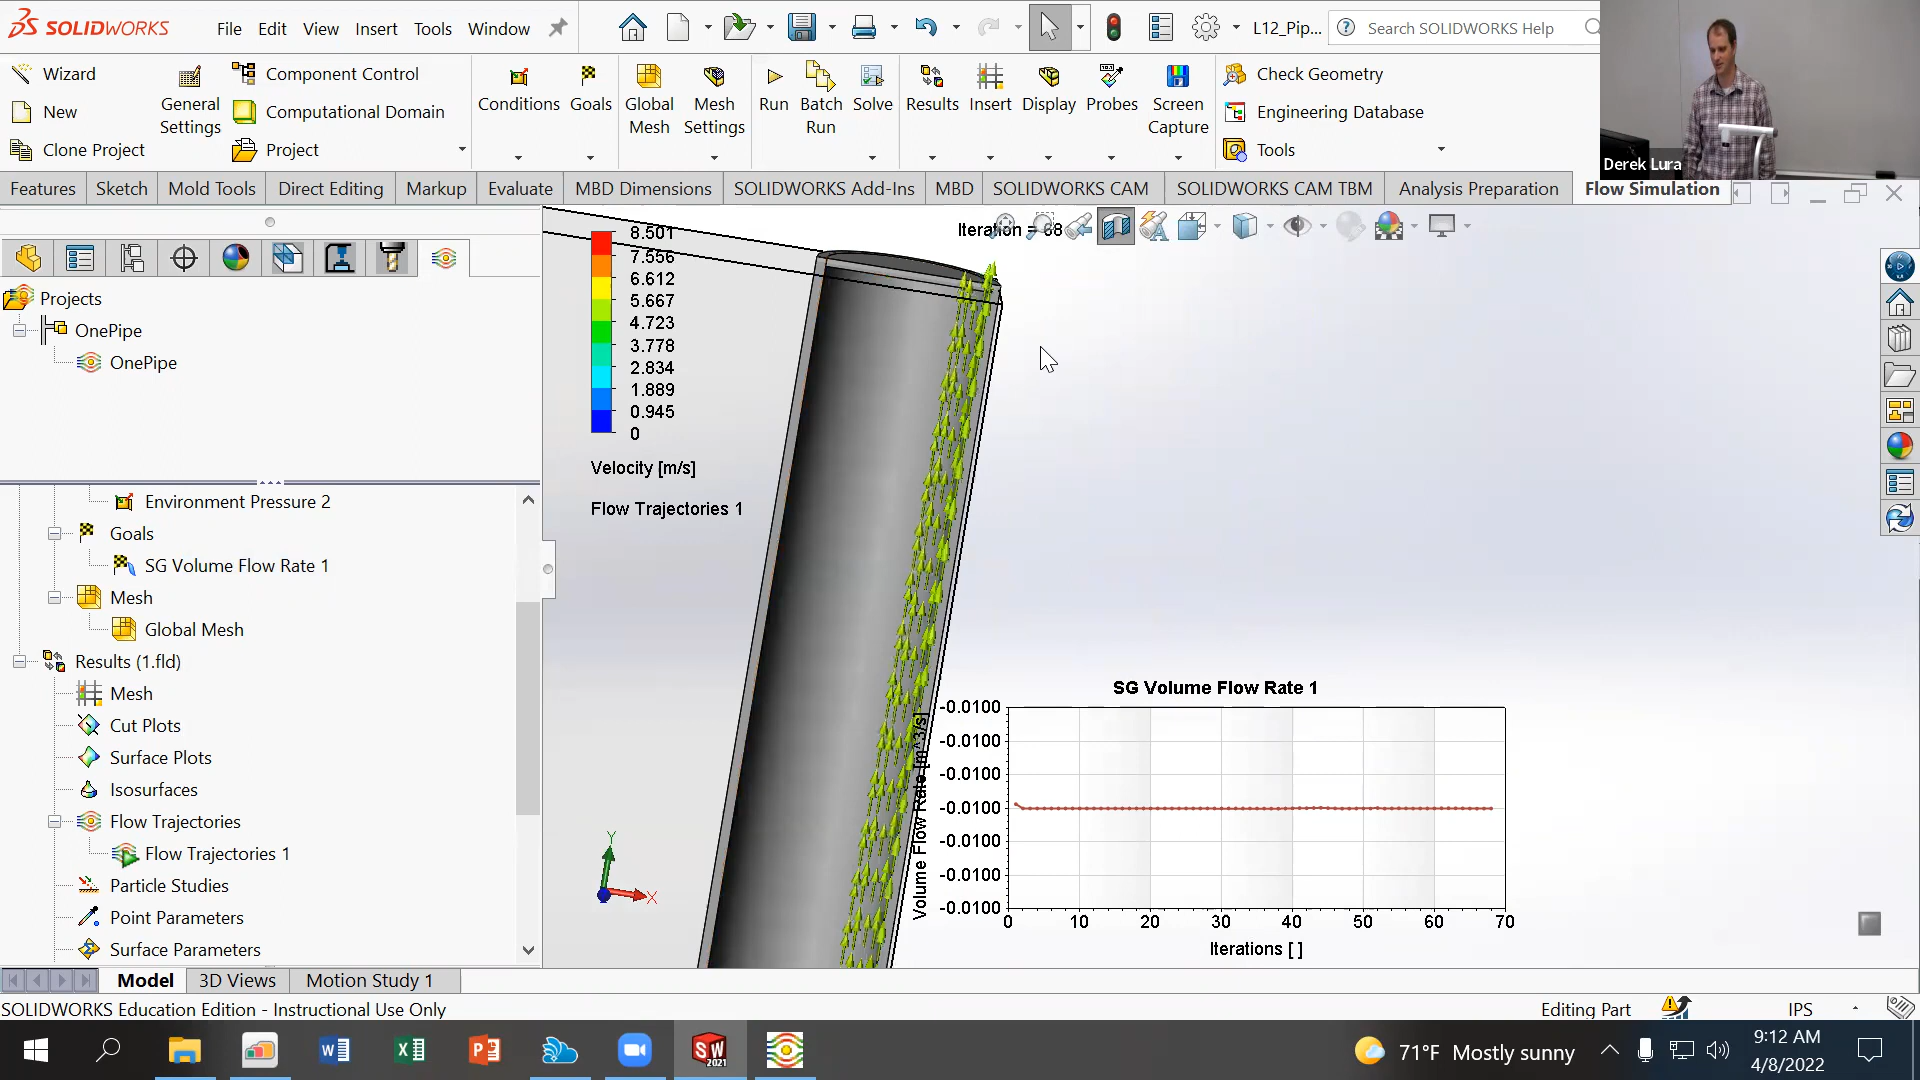 SOLIDWORKS
File Edit View Insert Tools Window
L12_Pip...
Search SOLIDWORKS Help
Wizard
New
Clone Project
General Settings
Component Control
Computational Domain
Project
Conditions
Goals
Global Mesh
Mesh Settings
Run
Batch Run
Solve
Results
Insert
Display
Probes
Screen Capture
Check Geometry
Engineering Database
Tools
Derek Lura
Features
Sketch
Mold Tools
Direct Editing
Markup
Evaluate
MBD Dimensions
SOLIDWORKS Add-Ins
MBD
SOLIDWORKS CAM
SOLIDWORKS CAM TBM
Analysis Preparation
Flow Simulation
Projects
OnePipe
OnePipe
Environment Pressure 2
Goals
SG Volume Flow Rate 1
Mesh
Global Mesh
Results (1.fld)
Mesh
Cut Plots
Surface Plots
Isosurfaces
Flow Trajectories
Flow Trajectories 1
Particle Studies
Point Parameters
Surface Parameters
Iteration = 68
8.501
7.556
6.612
5.667
4.723
3.778
2.834
1.889
0.945
0
Velocity [m/s]
Flow Trajectories 1
Y
X
SG Volume Flow Rate 1
Volume Flow Rate [m^3/s]
-0.0100
-0.0100
-0.0100
-0.0100
-0.0100
-0.0100
-0.0100
0 10 20 30 40 50 60 70
Iterations [ ]
Model
3D Views
Motion Study 1
SOLIDWORKS Education Edition - Instructional Use Only
Editing Part
IPS
SW
2021
71°F Mostly sunny
9:12 AM
4/8/2022